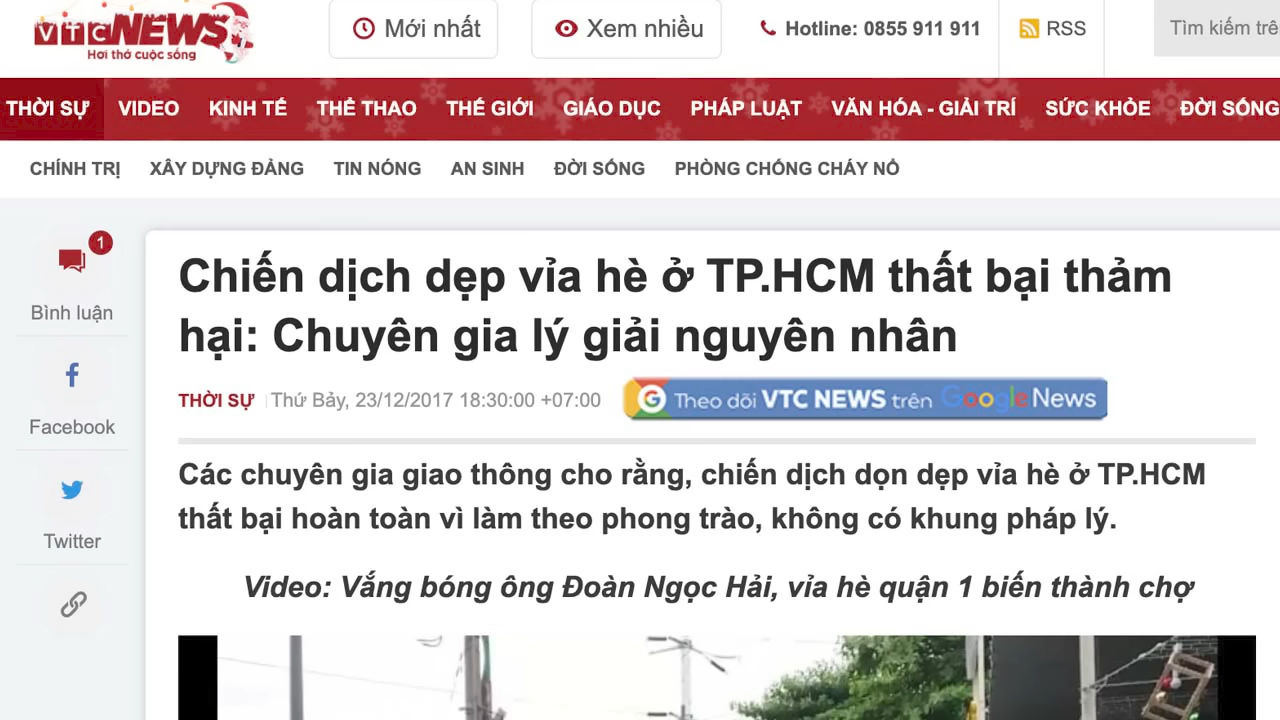 VTC NEWS
Hơi thở cuộc sống
Mới nhất
Xem nhiều
Hotline: 0855 911 911
RSS
Tìm kiếm trê
THỜI SỰ VIDEO KINH TẾ THỂ THAO THẾ GIỚI GIÁO DỤC PHÁP LUẬT VĂN HÓA - GIẢI TRÍ SỨC KHỎE ĐỜI SỐNG
CHÍNH TRỊ XÂY DỰNG ĐẢNG TIN NÓNG AN SINH ĐỜI SỐNG PHÒNG CHỐNG CHÁY NỔ
1
Bình luận
Facebook
Twitter
Chiến dịch dẹp vỉa hè ở TP.HCM thất bại thảm
hại: Chuyên gia lý giải nguyên nhân
THỜI SỰ Thứ Bảy, 23/12/2017 18:30:00 +07:00
G Theo dõi VTC NEWS trên Google News
Các chuyên gia giao thông cho rằng, chiến dịch dọn dẹp vỉa hè ở TP.HCM
thất bại hoàn toàn vì làm theo phong trào, không có khung pháp lý.
Video: Vắng bóng ông Đoàn Ngọc Hải, vỉa hè quận 1 biến thành chợ